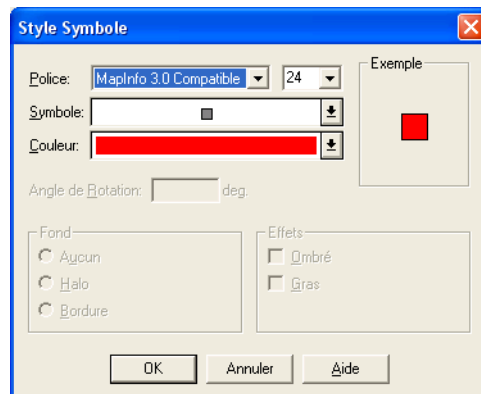 Style Symbole
Police: MapInfo 3.0 Compatible 24
Exemple
Symbole:
Couleur:
Angle de Rotation: deg.
Fond
Effets
Aucun
Ombré
Halo
Gras
Bordure
OK Annuler Aide